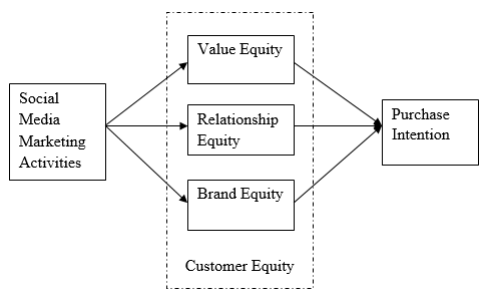 Social
Media
Marketing
Activities
Value Equity
Relationship
Equity
Brand Equity
Customer Equity
Purchase
Intention